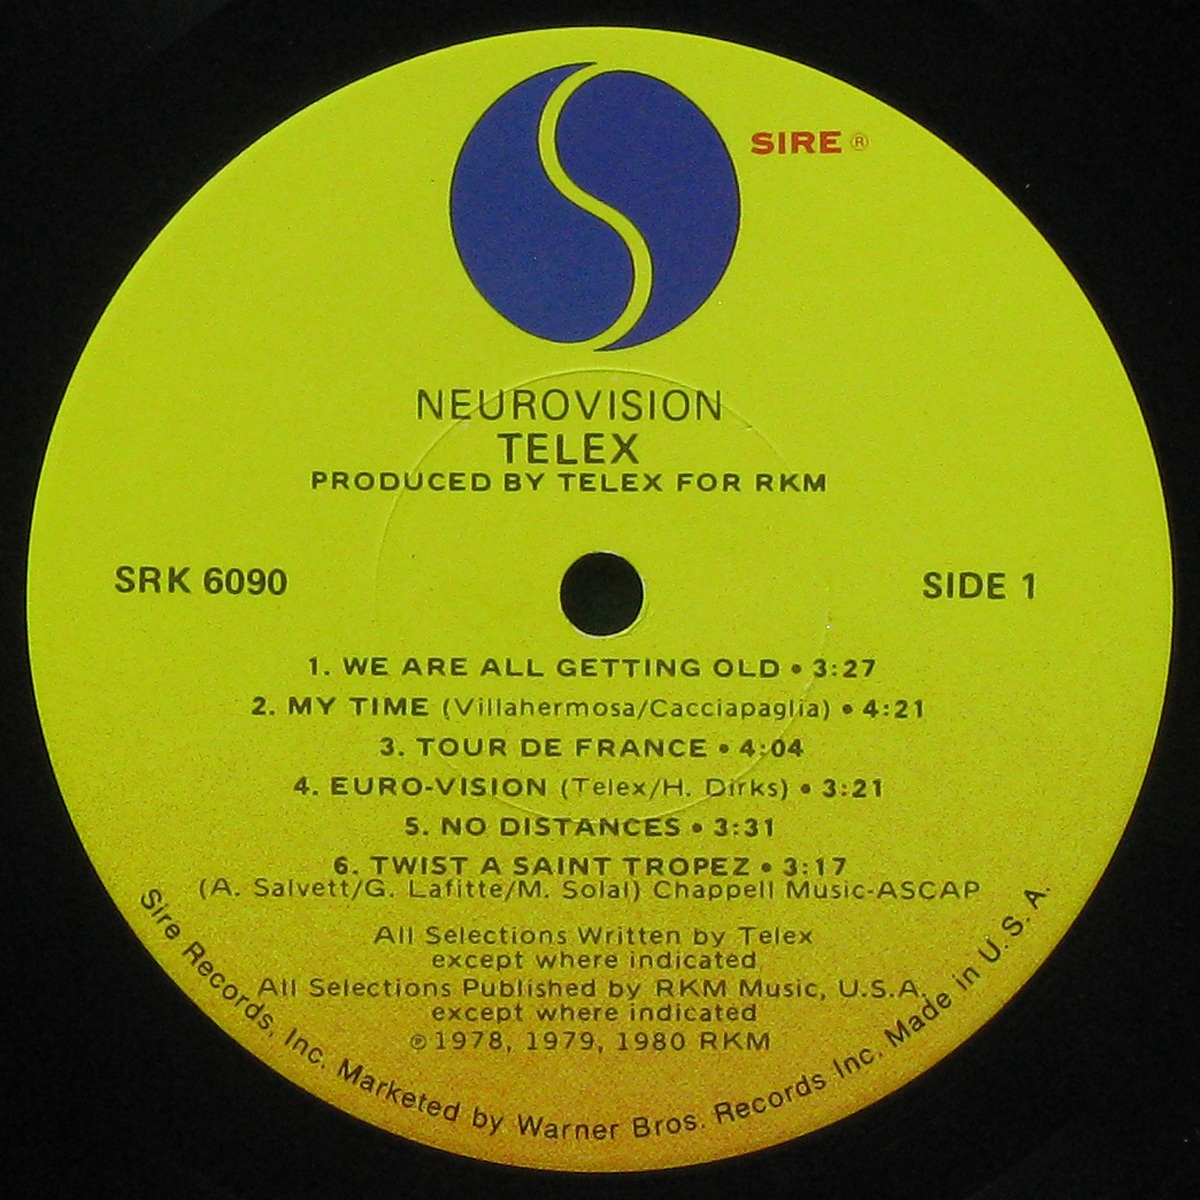 SIRE ®
NEUROVISION
TELEX
PRODUCED BY TELEX FOR RKM
SRK 6090
SIDE 1
1. WE ARE ALL GETTING OLD • 3:27
2. MY TIME (Villahermosa/Cacciapaglia) • 4:21
3. TOUR DE FRANCE • 4:04
4. EURO-VISION (Telex/H. Dirks) • 3:21
5. NO DISTANCES • 3:31
6. TWIST A SAINT TROPEZ • 3:17
(A. Salvett/G. Lafitte/M. Solal) Chappell Music-ASCAP
All Selections Written by Telex
except where indicated
All Selections Published by RKM Music, U.S.A.
except where indicated
℗ 1978, 1979, 1980 RKM
Sire Records, Inc. Marketed by Warner Bros. Records Inc. Made in U. S. A.